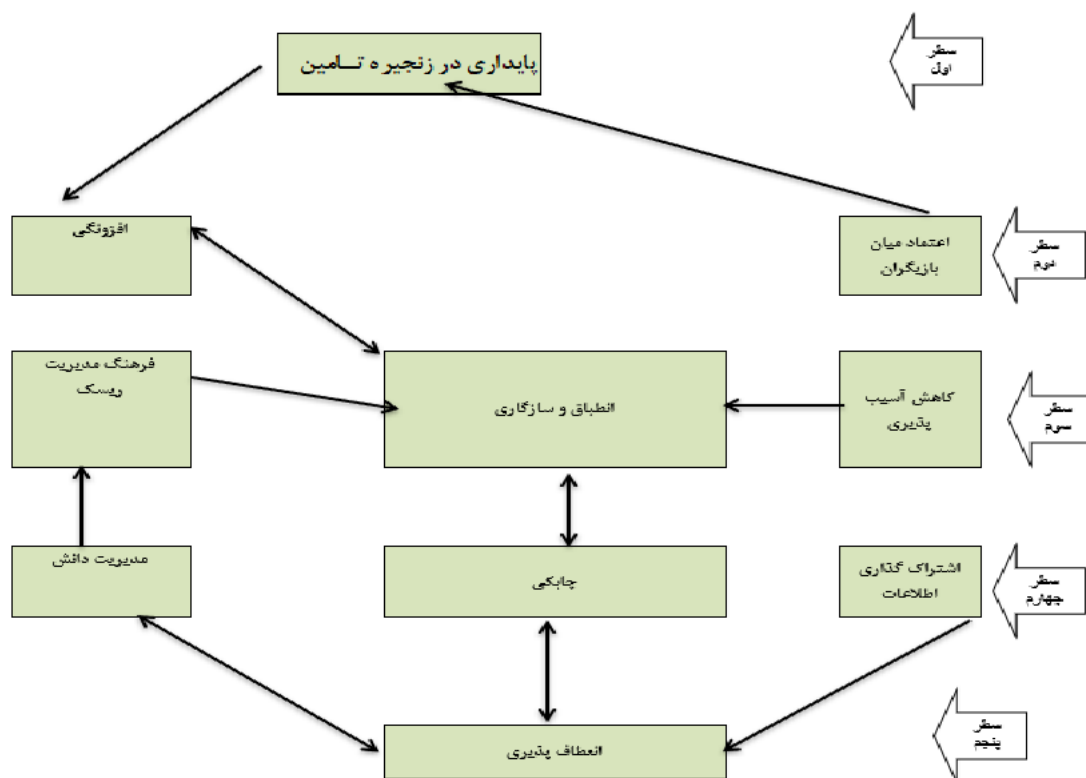 پایداری در زنجیره تامین
سطر
اول
اعتماد میان
بازیگران
افزونگی
سطر
دوم
کاهش آسیب
پذیری
انطباق و سازگاری
فرهنگ مدیریت
ریسک
سطر
سوم
اشتراک گذاری
اطلاعات
چابکی
مدیریت دانش
سطر
چهارم
انعطاف پذیری
سطر
پنجم